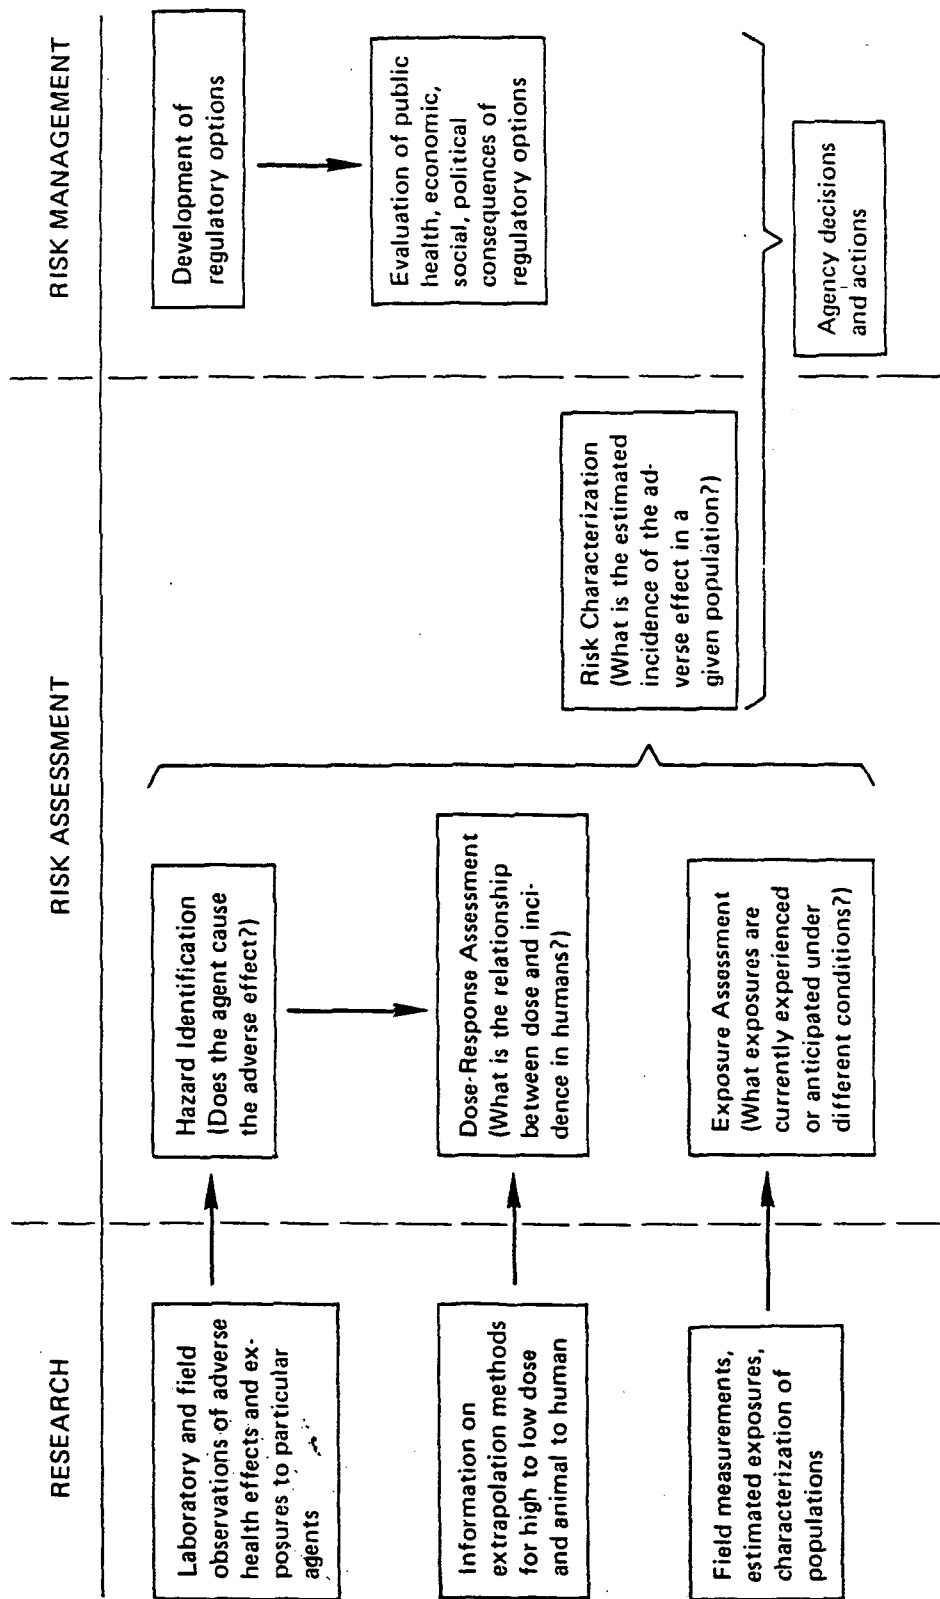 RESEARCH
RISK ASSESSMENT
RISK MANAGEMENT
Laboratory and field
observations of adverse
health effects and ex-
posures to particular
agents
Information on
extrapolation methods
for high to low dose
and animal to human
Field measurements,
estimated exposures,
characterization of
populations
Hazard Identification
(Does the agent cause
the adverse effect?)
Dose-Response Assessment
(What is the relationship
between dose and inci-
dence in humans?)
Exposure Assessment
(What exposures are
currently experienced
or anticipated under
different conditions?)
Risk Characterization
(What is the estimated
incidence of the ad-
verse effect in a
given population?)
Development of
regulatory options
Evaluation of public
health, economic,
social, political
consequences of
regulatory options
Agency decisions
and actions